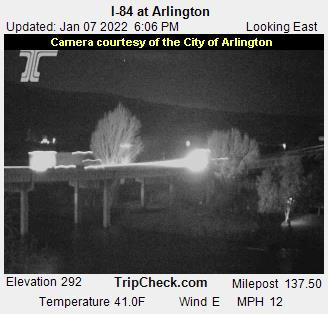 I-84 at Arlington
Updated: Jan 07 2022 6:06 PM Looking East
Camera courtesy of the City of Arlington
Elevation 292 TripCheck.com Milepost 137.50
Temperature 41.0F Wind E MPH 12